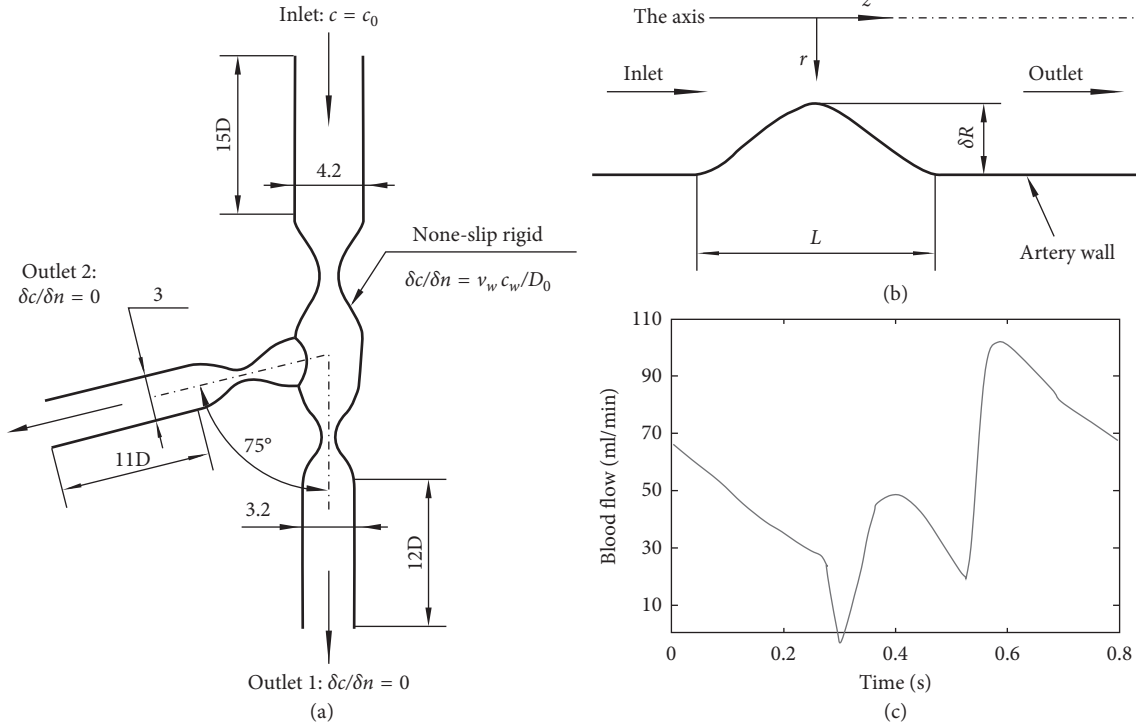 Inlet: c = c₀
15D
4.2
None-slip rigid
δc/δn = νw cw/D₀
Outlet 2:
δc/δn = 0
3
11D
75°
3.2
12D
Outlet 1: δc/δn = 0
(a)
z
The axis
r
Inlet
Outlet
δR
L
Artery wall
(b)
110
90
70
50
30
10
Blood flow (ml/min)
0
0.2
0.4
0.6
0.8
Time (s)
(c)